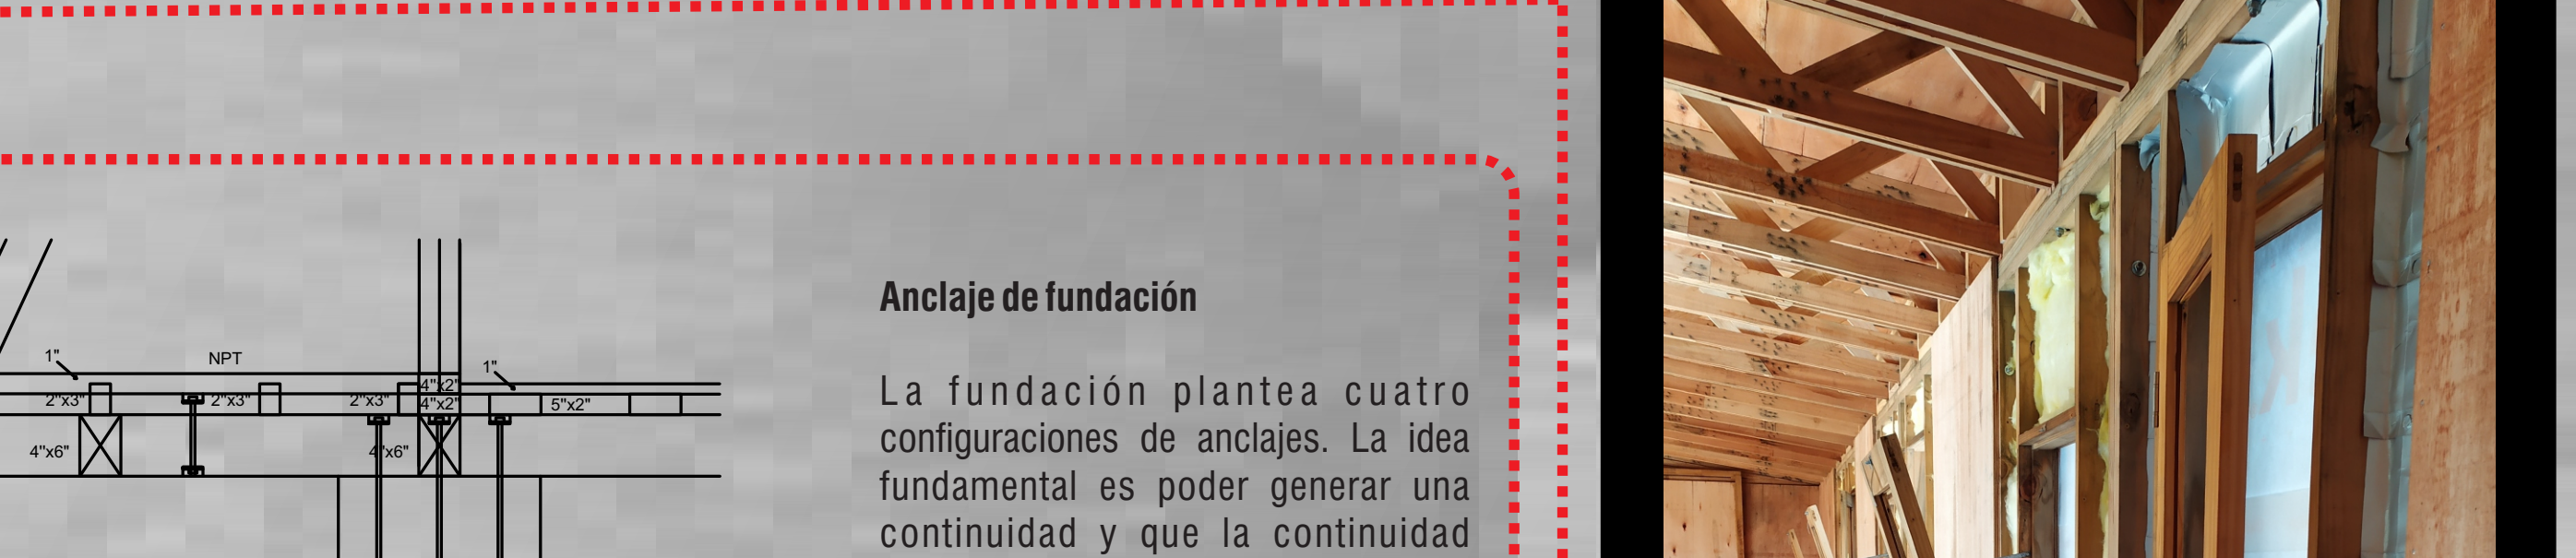 1"
NPT
1"
2"x3"
2"x3"
2"x3"
4"x2"
4"x2"
5"x2"
4"x6"
4"x6"
Anclaje de fundación
La fundación plantea cuatro
configuraciones de anclajes. La idea
fundamental es poder generar una
continuidad y que la continuidad